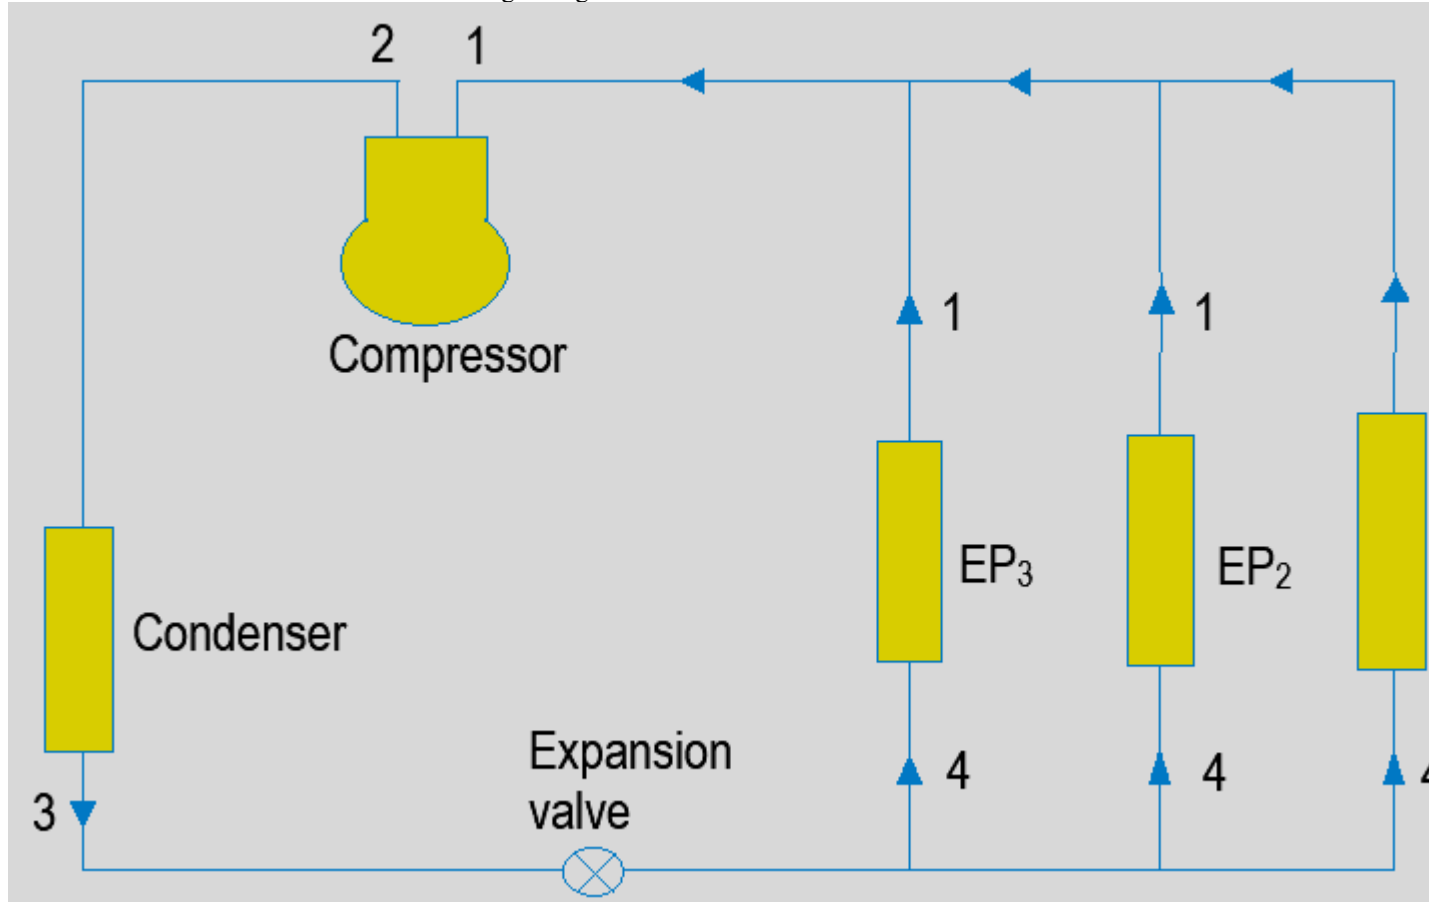 2 1
Compressor
1 1
EP₃
EP₂
Condenser
Expansion
valve
4 4
3